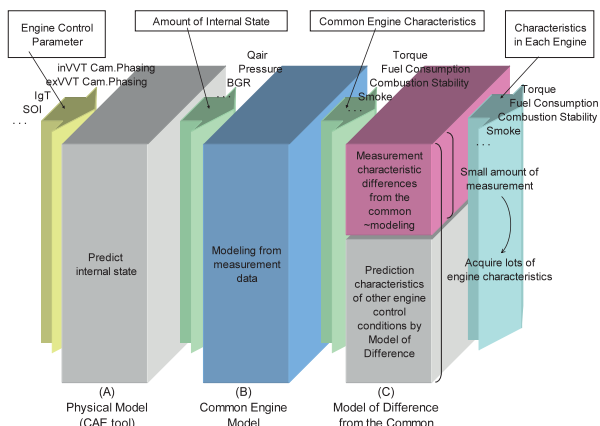 Engine Control
Parameter
Amount of Internal State
Common Engine Characteristics
Characteristics
in Each Engine
inVVT Cam.Phasing
exVVT Cam.Phasing
IgT
SOI
. . .
Qair
Pressure
BGR
. . .
Torque
Fuel Consumption
Combustion Stability
Smoke
. . .
Torque
Fuel Consumption
Combustion Stability
Smoke
. . .
Predict
internal state
Modeling from
measurement
data
Measurement
characteristic
differences
from the
common
~modeling
Prediction
characteristics
of other engine
control
conditions by
Model of
Difference
Small amount of
measurement
Acquire lots of
engine characteristics
(A)
Physical Model
(CAE tool)
(B)
Common Engine
Model
(C)
Model of Difference
from the Common